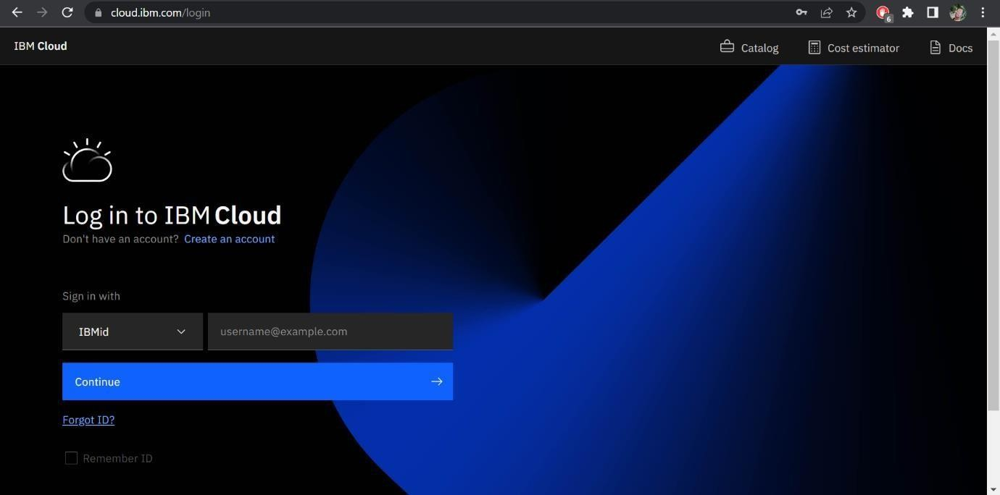 cloud.ibm.com/login
6
IBM Cloud
Catalog
Cost estimator
Docs
Log in to IBM Cloud
Don't have an account? Create an account
Sign in with
IBMid
username@example.com
Continue
Forgot ID?
Remember ID